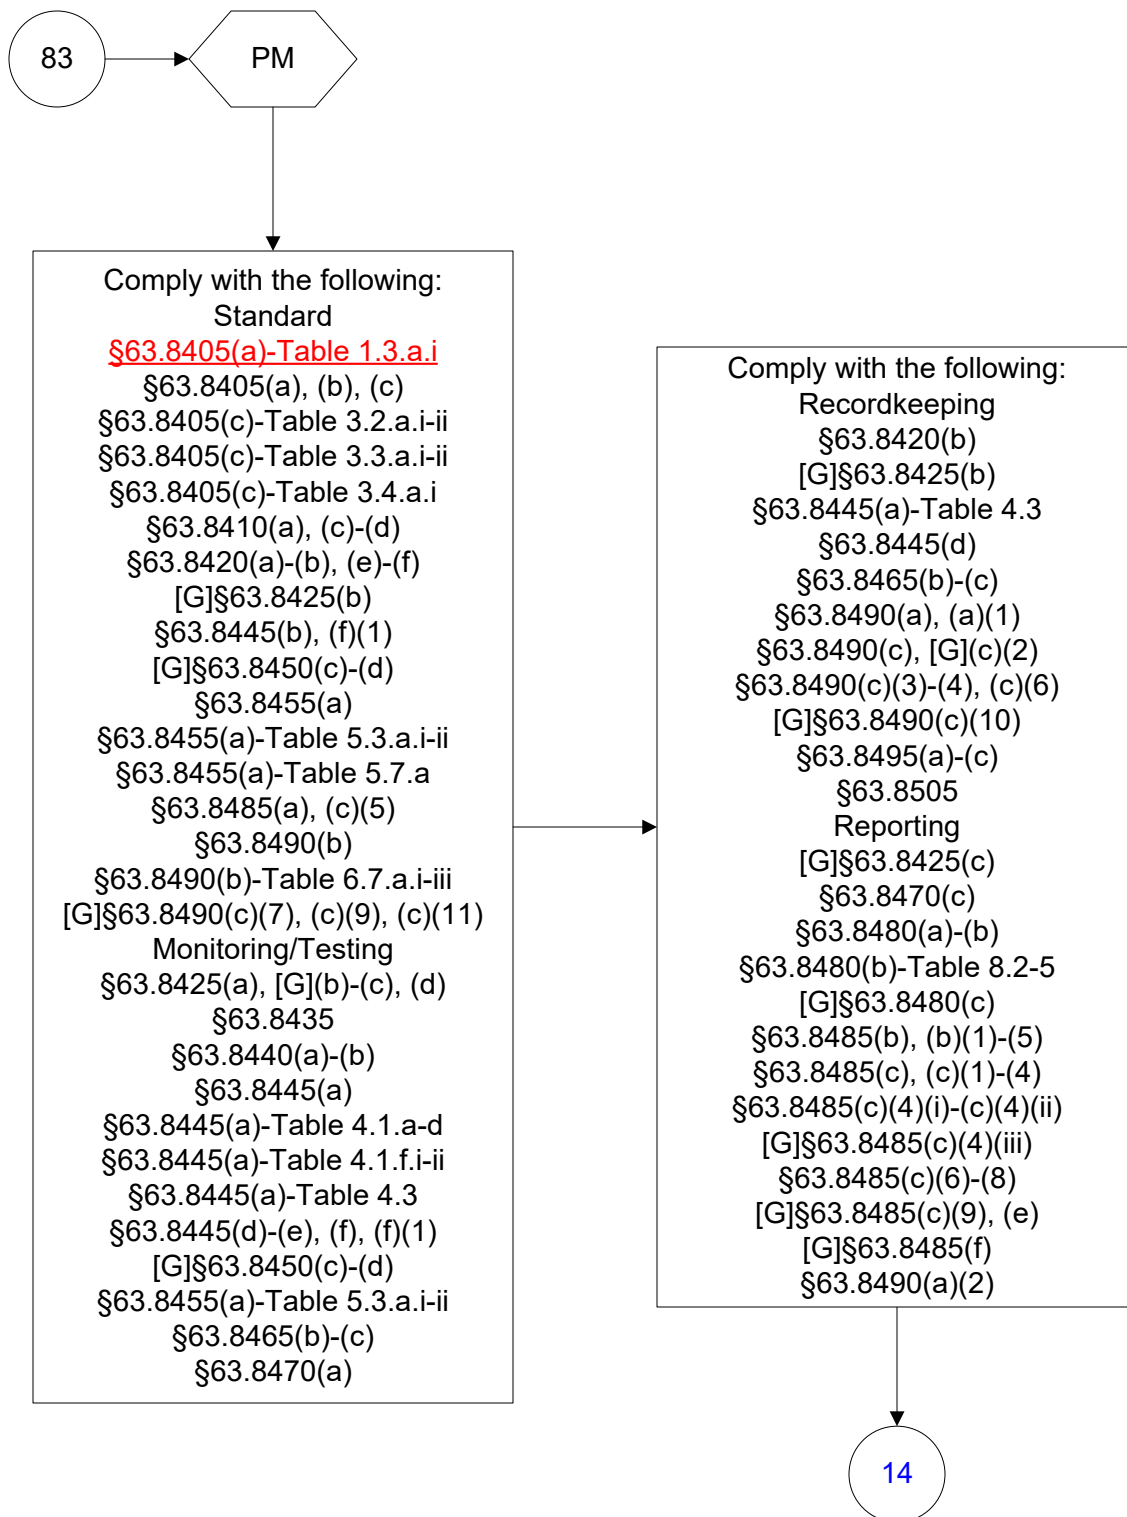 83
PM
Comply with the following:
Standard
§63.8405(a)-Table 1.3.a.i
§63.8405(a), (b), (c)
§63.8405(c)-Table 3.2.a.i-ii
§63.8405(c)-Table 3.3.a.i-ii
§63.8405(c)-Table 3.4.a.i
§63.8410(a), (c)-(d)
§63.8420(a)-(b), (e)-(f)
[G]§63.8425(b)
§63.8445(b), (f)(1)
[G]§63.8450(c)-(d)
§63.8455(a)
§63.8455(a)-Table 5.3.a.i-ii
§63.8455(a)-Table 5.7.a
§63.8485(a), (c)(5)
§63.8490(b)
§63.8490(b)-Table 6.7.a.i-iii
[G]§63.8490(c)(7), (c)(9), (c)(11)
Monitoring/Testing
§63.8425(a), [G](b)-(c), (d)
§63.8435
§63.8440(a)-(b)
§63.8445(a)
§63.8445(a)-Table 4.1.a-d
§63.8445(a)-Table 4.1.f.i-ii
§63.8445(a)-Table 4.3
§63.8445(d)-(e), (f), (f)(1)
[G]§63.8450(c)-(d)
§63.8455(a)-Table 5.3.a.i-ii
§63.8465(b)-(c)
§63.8470(a)
Comply with the following:
Recordkeeping
§63.8420(b)
[G]§63.8425(b)
§63.8445(a)-Table 4.3
§63.8445(d)
§63.8465(b)-(c)
§63.8490(a), (a)(1)
§63.8490(c), [G](c)(2)
§63.8490(c)(3)-(4), (c)(6)
[G]§63.8490(c)(10)
§63.8495(a)-(c)
§63.8505
Reporting
[G]§63.8425(c)
§63.8470(c)
§63.8480(a)-(b)
§63.8480(b)-Table 8.2-5
[G]§63.8480(c)
§63.8485(b), (b)(1)-(5)
§63.8485(c), (c)(1)-(4)
§63.8485(c)(4)(i)-(c)(4)(ii)
[G]§63.8485(c)(4)(iii)
§63.8485(c)(6)-(8)
[G]§63.8485(c)(9), (e)
[G]§63.8485(f)
§63.8490(a)(2)
14